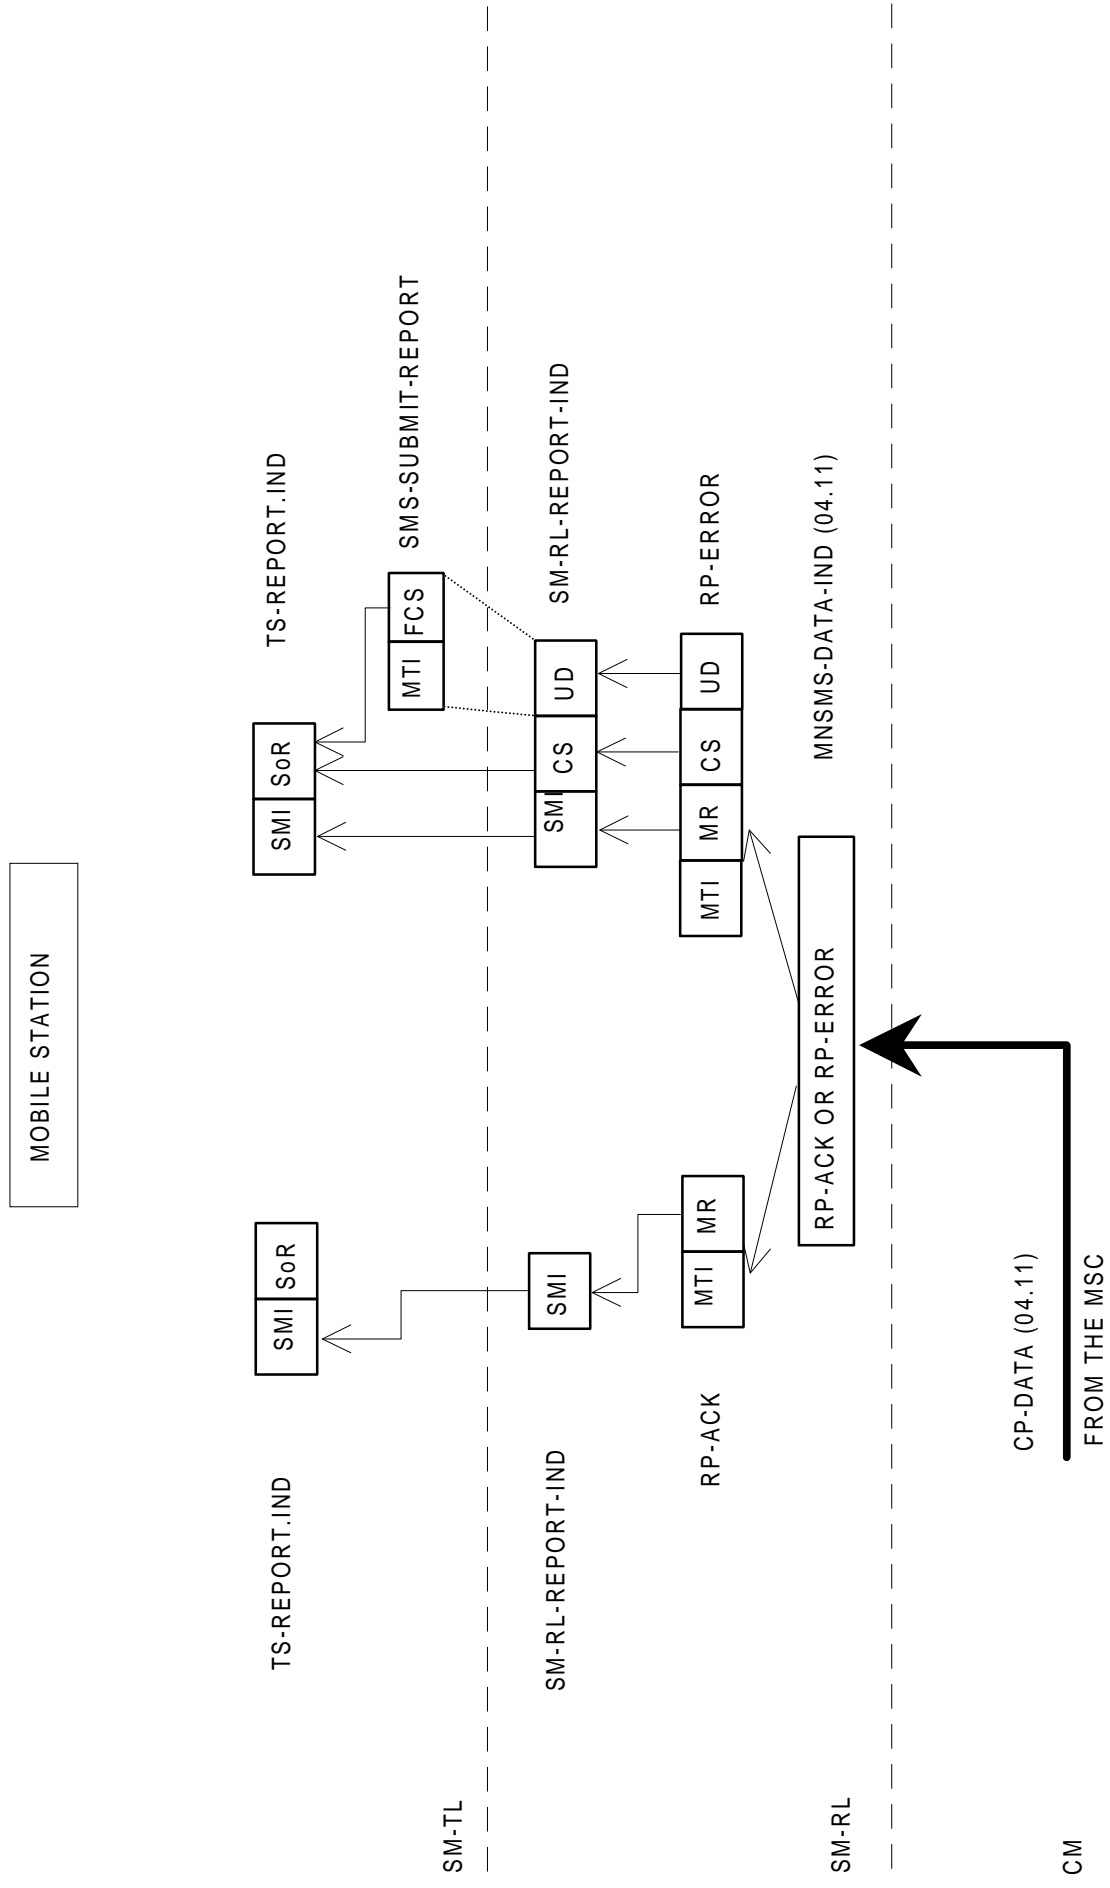 MOBILE STATION
TS-REPORT.IND
SMI
SoR
SMI
SoR
TS-REPORT.IND
MTI
FCS
SMS-SUBMIT-REPORT
SM-TL
SM-RL-REPORT-IND
SMI
SMI
CS
UD
SM-RL-REPORT-IND
RP-ACK
MTI
MR
MTI
MR
CS
UD
RP-ERROR
RP-ACK OR RP-ERROR
MNSMS-DATA-IND (04.11)
SM-RL
CP-DATA (04.11)
CM
FROM THE MSC